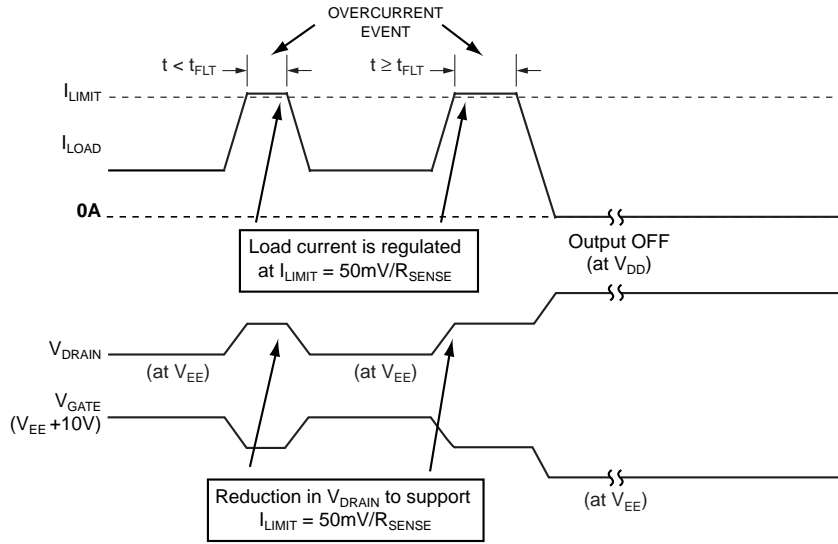 OVERCURRENT
EVENT
t < tFLT
t ≥ tFLT
ILIMIT
ILOAD
0A
Load current is regulated
at ILIMIT = 50mV/RSENSE
Output OFF
(at VDD)
VDRAIN
(at VEE)
(at VEE)
VGATE
(VEE +10V)
Reduction in VDRAIN to support
ILIMIT = 50mV/RSENSE
(at VEE)